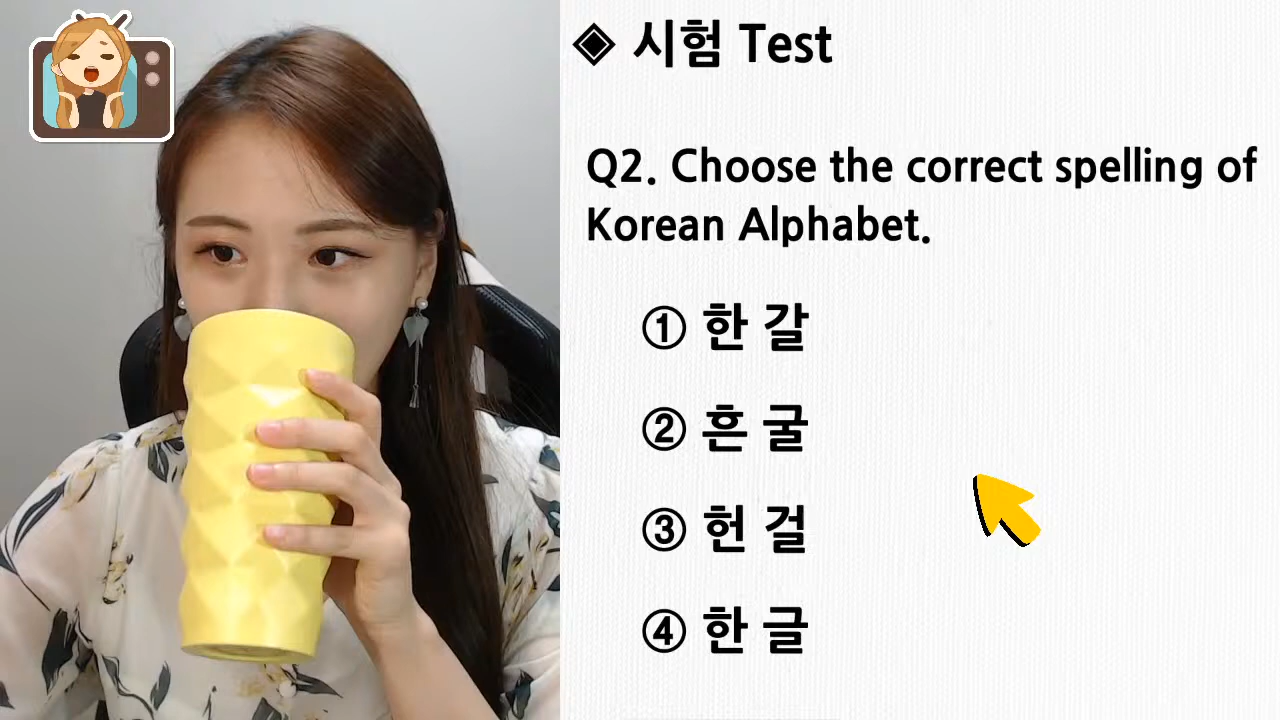 ◈ 시험 Test
Q2. Choose the correct spelling of
Korean Alphabet.
① 한 갈
② 흔 굴
③ 헌 걸
④ 한 글